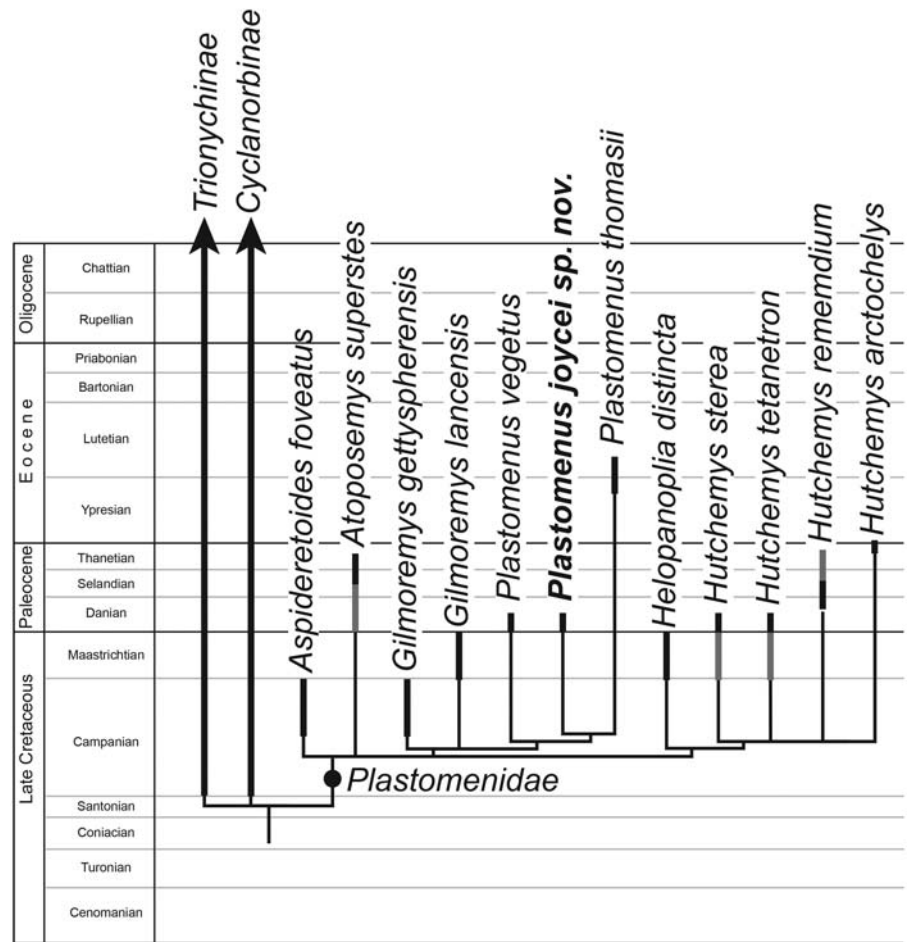 Trionychinae
Cyclanorbinae
Aspideretoides foveatus
Atoposemys superstes
Gilmoremys gettyspherensis
Gilmoremys lancensis
Plastomenus vegetus
Plastomenus joycei sp. nov.
Plastomenus thomasii
Helopanoplia distincta
Hutchemys sterea
Hutchemys tetanetron
Hutchemys rememdium
Hutchemys arctochelys
Oligocene
Chattian
Rupellian
Eocene
Priabonian
Bartonian
Lutetian
Ypresian
Paleocene
Thanetian
Selandian
Danian
Late Cretaceous
Maastrichtian
Campanian
Santonian
Coniacian
Turonian
Cenomanian
Plastomenidae